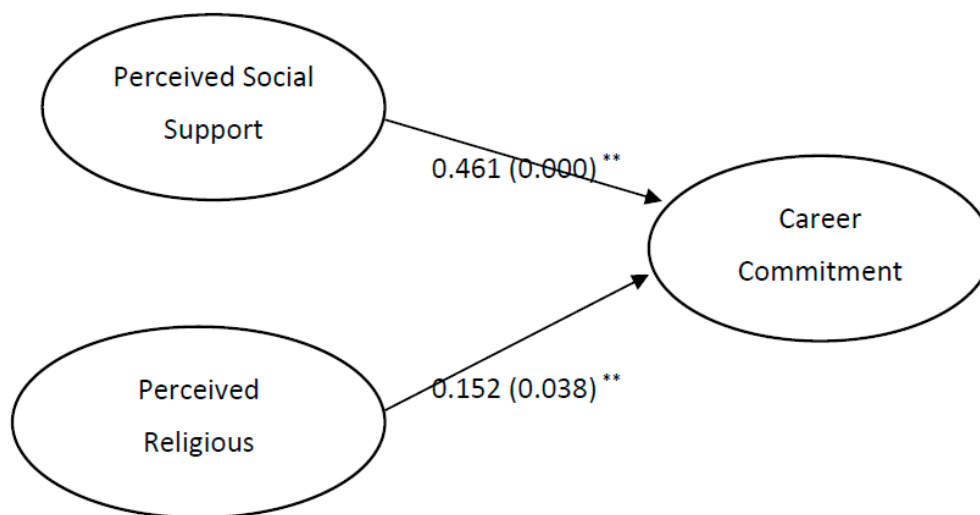 Perceived Social
Support
0.461 (0.000) **
Career
Commitment
Perceived
Religious
0.152 (0.038) **